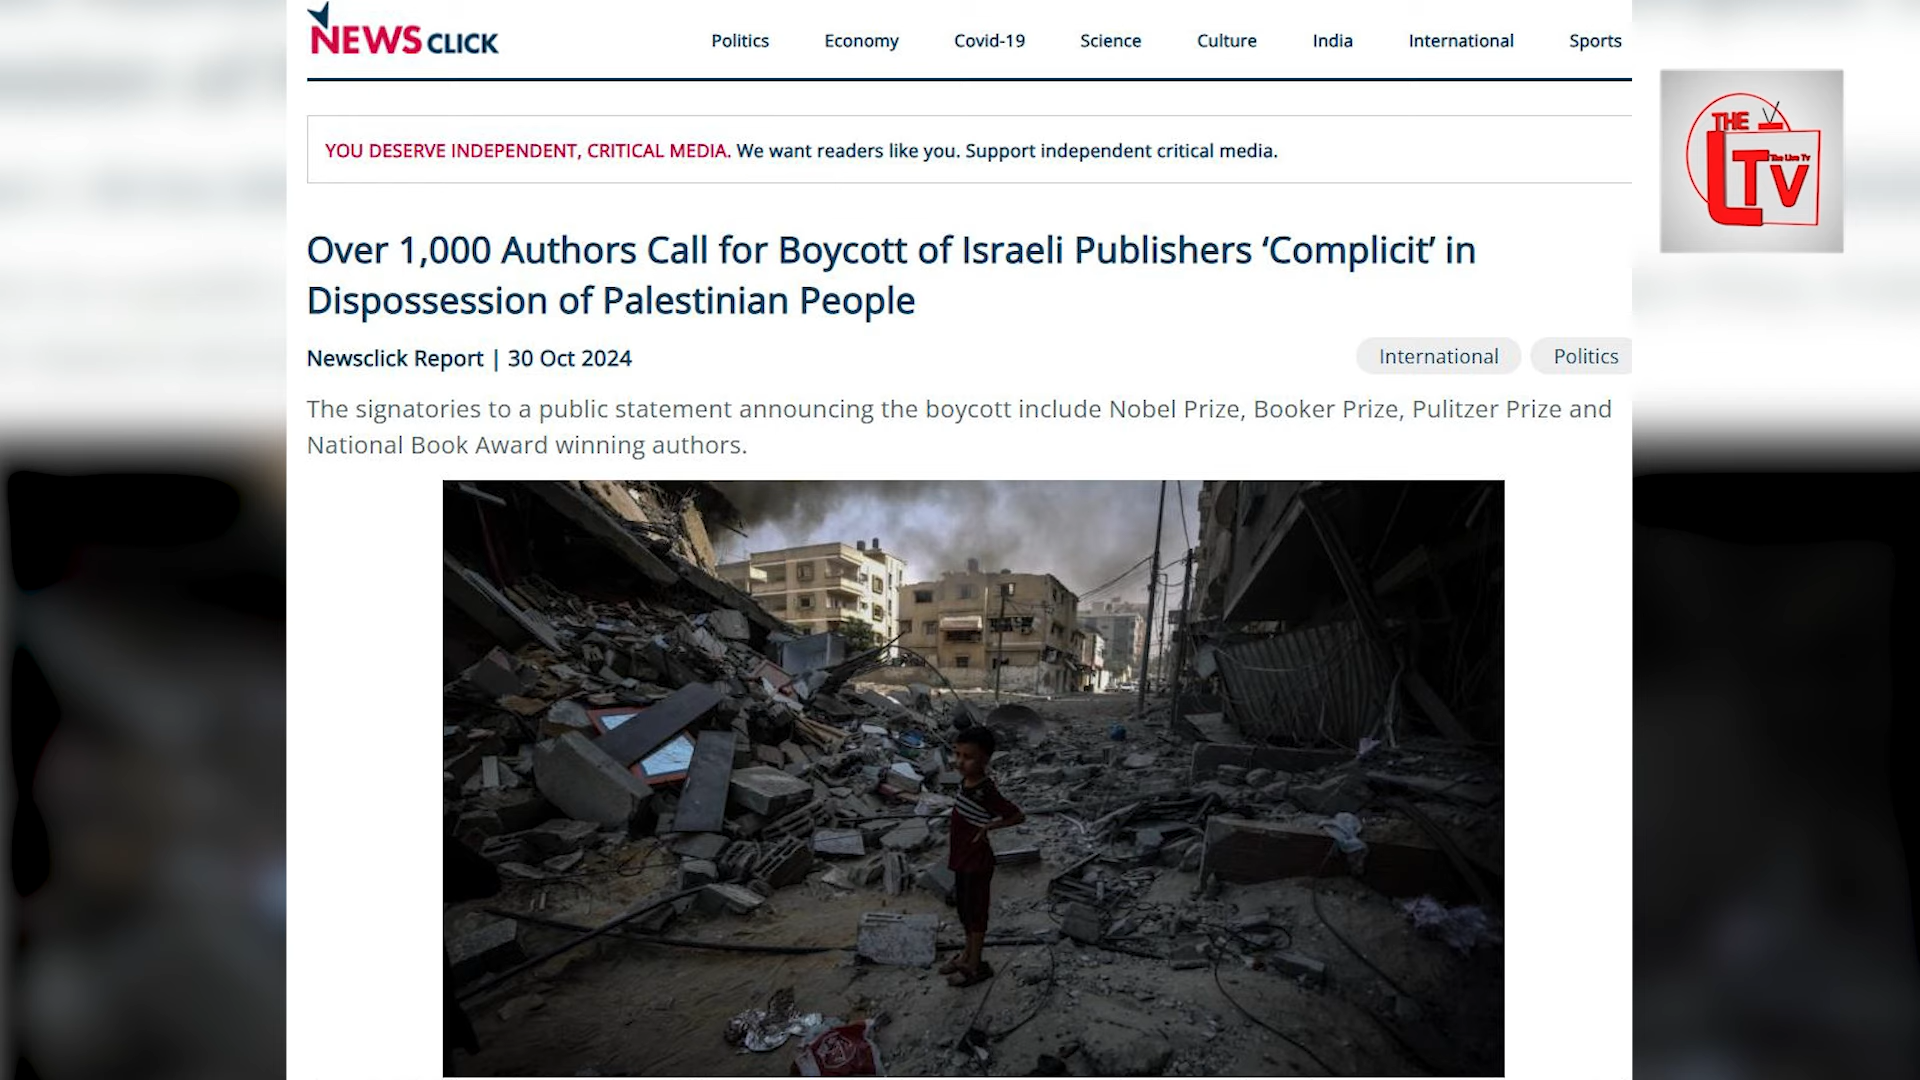 NEWS CLICK
Politics Economy Covid-19 Science Culture India International Sports
YOU DESERVE INDEPENDENT, CRITICAL MEDIA. We want readers like you. Support independent critical media.
THE
The Live Tv
LTV
Over 1,000 Authors Call for Boycott of Israeli Publishers ‘Complicit’ in
Dispossession of Palestinian People
Newsclick Report | 30 Oct 2024
International Politics
The signatories to a public statement announcing the boycott include Nobel Prize, Booker Prize, Pulitzer Prize and
National Book Award winning authors.